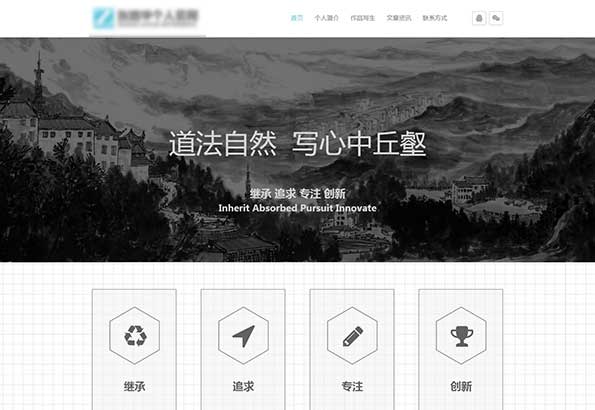 首页 个人简介 作品写生 文章资讯 联系方式
道法自然 写心中丘壑
继承 追求 专注 创新
Inherit Absorbed Pursuit Innovate
继承 追求 专注 创新